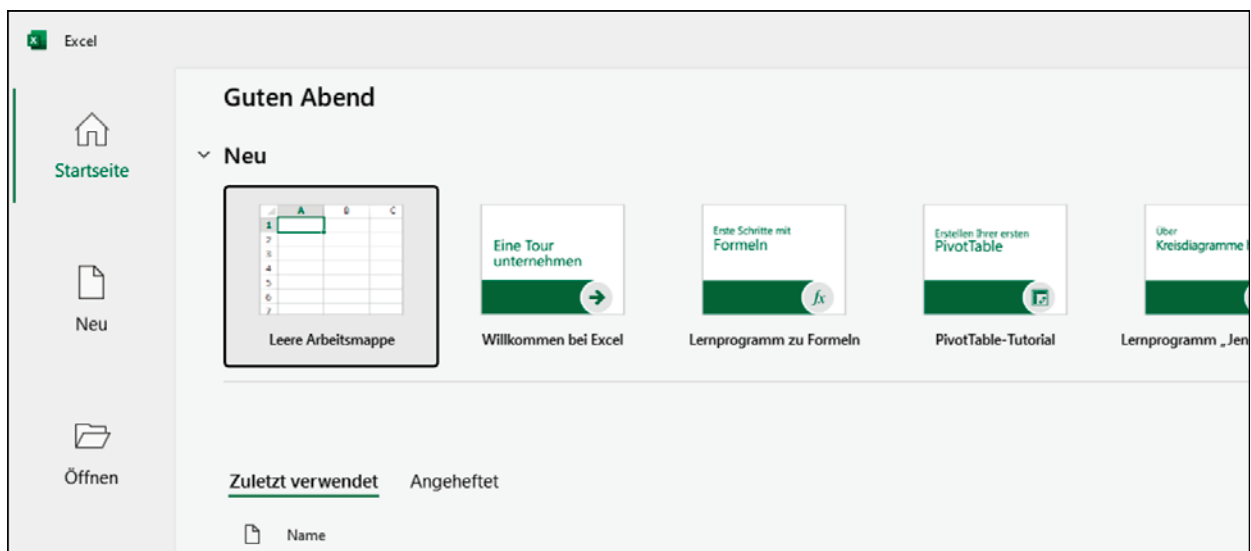 Excel
Guten Abend
Startseite
Neu
A B C
1
2
3
4
5
6
7
Eine Tour
unternehmen
Erste Schritte mit
Formeln
fx
Erstellen Ihrer ersten
PivotTable
Über
Kreisdiagramme
Leere Arbeitsmappe
Willkommen bei Excel
Lernprogramm zu Formeln
PivotTable-Tutorial
Lernprogramm „Jen
Neu
Öffnen
Zuletzt verwendet Angeheftet
Name